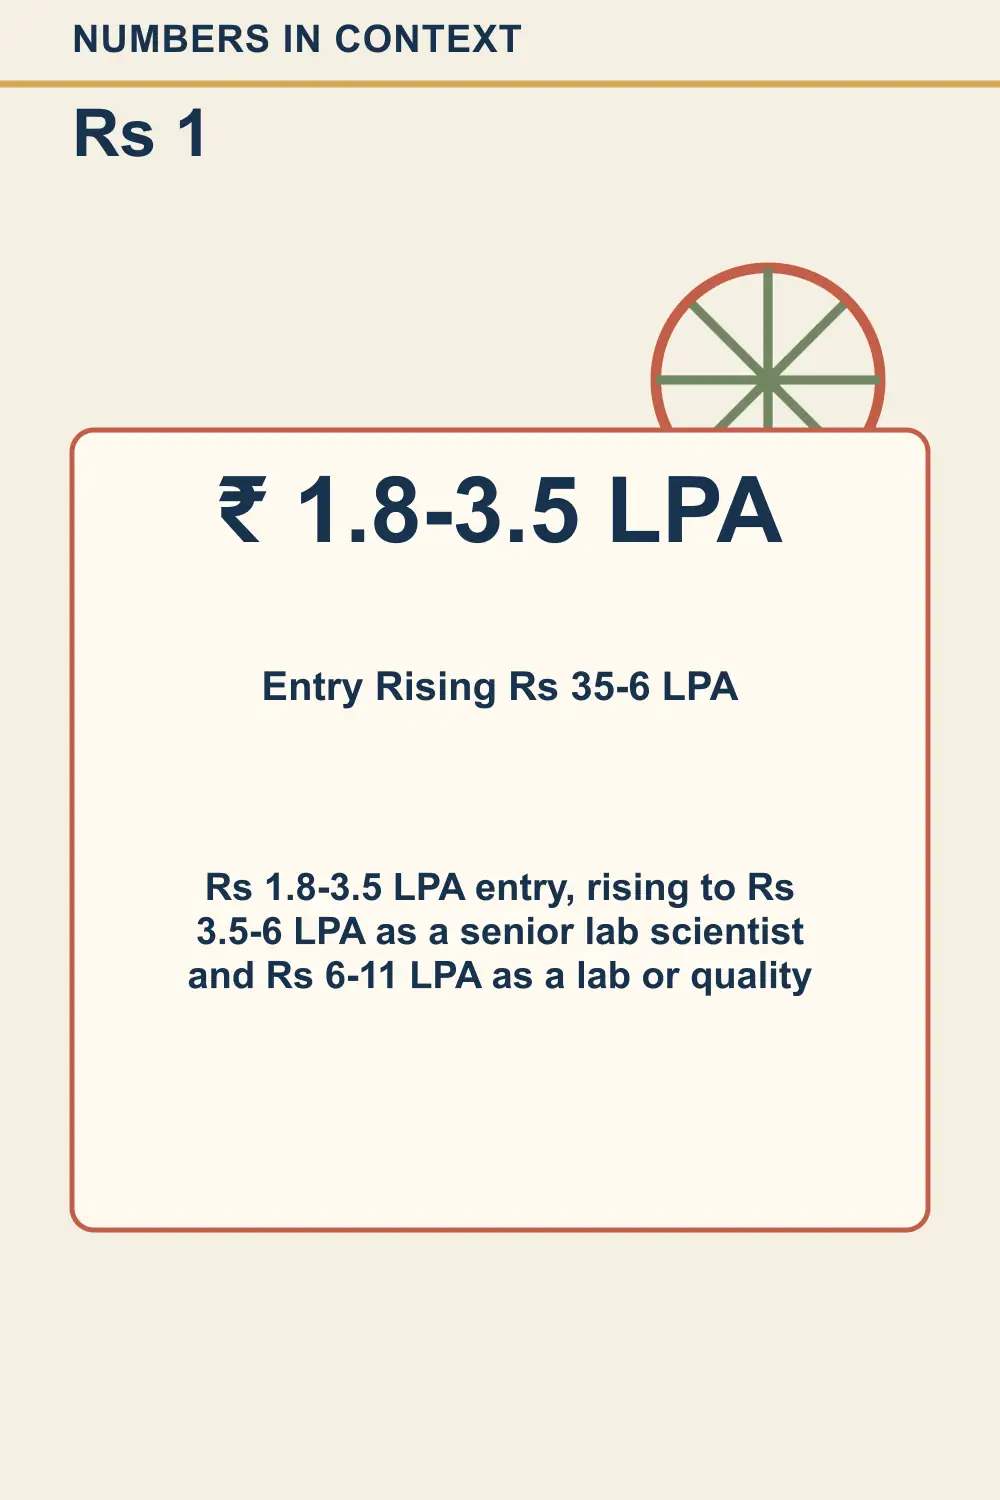 NUMBERS IN CONTEXT
Rs 1
₹ 1.8-3.5 LPA
Entry Rising Rs 35-6 LPA
Rs 1.8-3.5 LPA entry, rising to Rs
3.5-6 LPA as a senior lab scientist
and Rs 6-11 LPA as a lab or quality